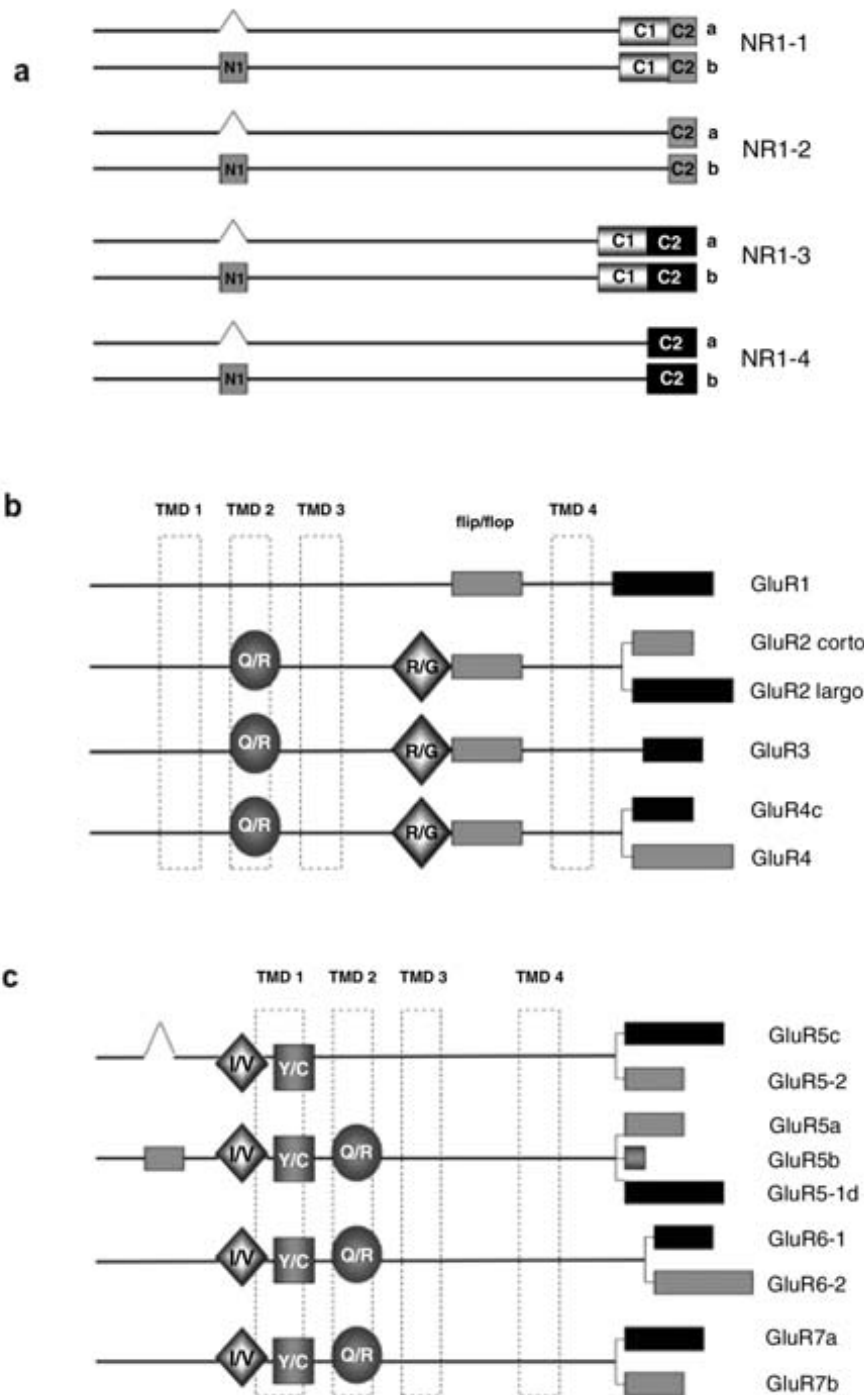 a
C1 C2 a
NR1-1
N1 C1 C2 b
C2 a
NR1-2
N1 C2 b
C1 C2 a
NR1-3
N1 C1 C2 b
C2 a
NR1-4
N1 C2 b
b
TMD 1 TMD 2 TMD 3 flip/flop TMD 4
GluR1
Q/R R/G GluR2 corto
GluR2 largo
Q/R R/G GluR3
Q/R R/G GluR4c
GluR4
c
TMD 1 TMD 2 TMD 3 TMD 4
I/V Y/C GluR5c
GluR5-2
GluR5a
I/V Y/C Q/R GluR5b
GluR5-1d
I/V Y/C Q/R GluR6-1
GluR6-2
I/V Y/C Q/R GluR7a
GluR7b